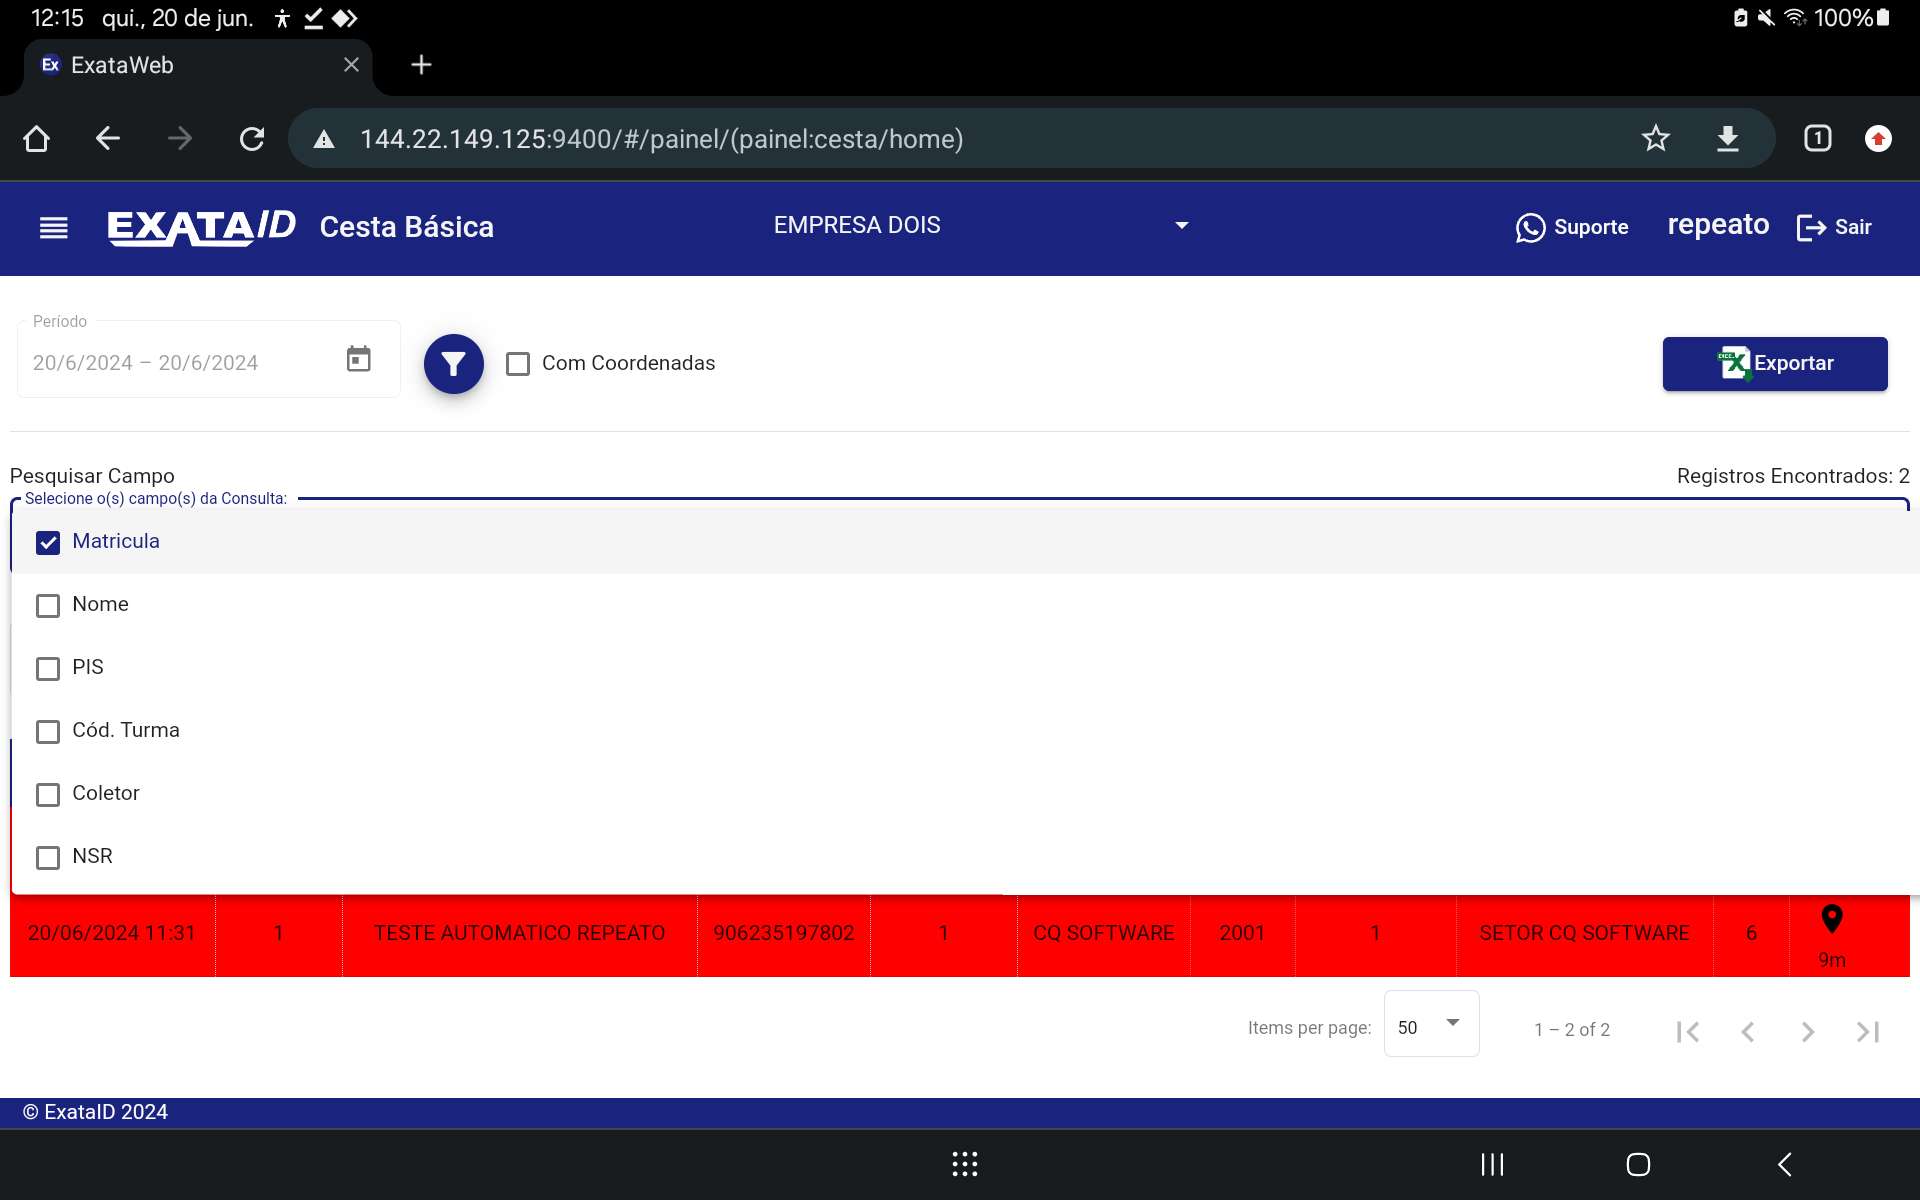 12:15 qui., 20 de jun. 100%
Ex ExataWeb
144.22.149.125:9400/#/painel/(painel:cesta/home) 1
EXATAID Cesta Básica EMPRESA DOIS Suporte repeato Sair
Período
20/6/2024 – 20/6/2024 Com Coordenadas Exportar
Pesquisar Campo Registros Encontrados: 2
Selecione o(s) campo(s) da Consulta:
Matricula
Nome
PIS
Cód. Turma
Coletor
NSR
20/06/2024 11:31 1 TESTE AUTOMATICO REPEATO 906235197802 1 CQ SOFTWARE 2001 1 SETOR CQ SOFTWARE 6
9m
Items per page: 50 1 – 2 of 2
© ExataID 2024